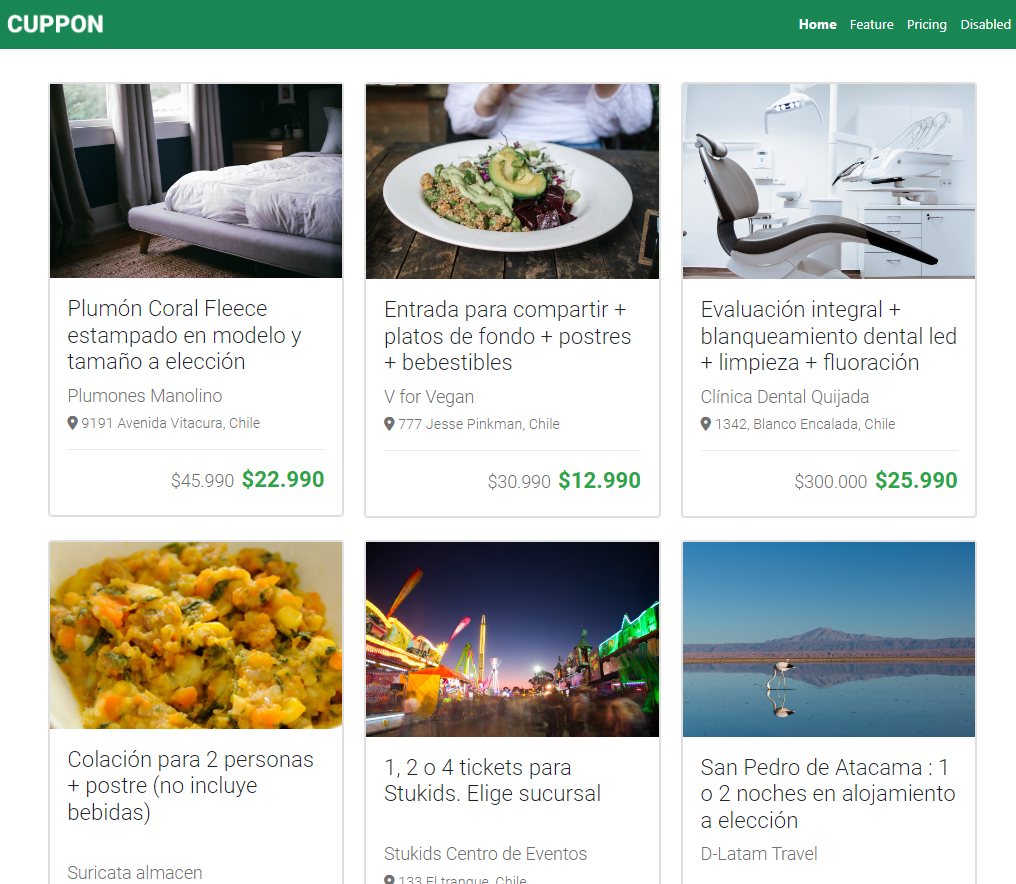 CUPPON
Home Feature Pricing Disabled
Plumón Coral Fleece
estampado en modelo y
tamaño a elección
Plumones Manolino
9191 Avenida Vitacura, Chile
$45.990 $22.990
Entrada para compartir +
platos de fondo + postres
+ bebestibles
V for Vegan
777 Jesse Pinkman, Chile
$30.990 $12.990
Evaluación integral +
blanqueamiento dental led
+ limpieza + fluoración
Clínica Dental Quijada
1342, Blanco Encalada, Chile
$300.000 $25.990
Colación para 2 personas
+ postre (no incluye
bebidas)
Suricata almacen
1, 2 o 4 tickets para
Stukids. Elige sucursal
Stukids Centro de Eventos
133 El tranque, Chile
San Pedro de Atacama : 1
o 2 noches en alojamiento
a elección
D-Latam Travel